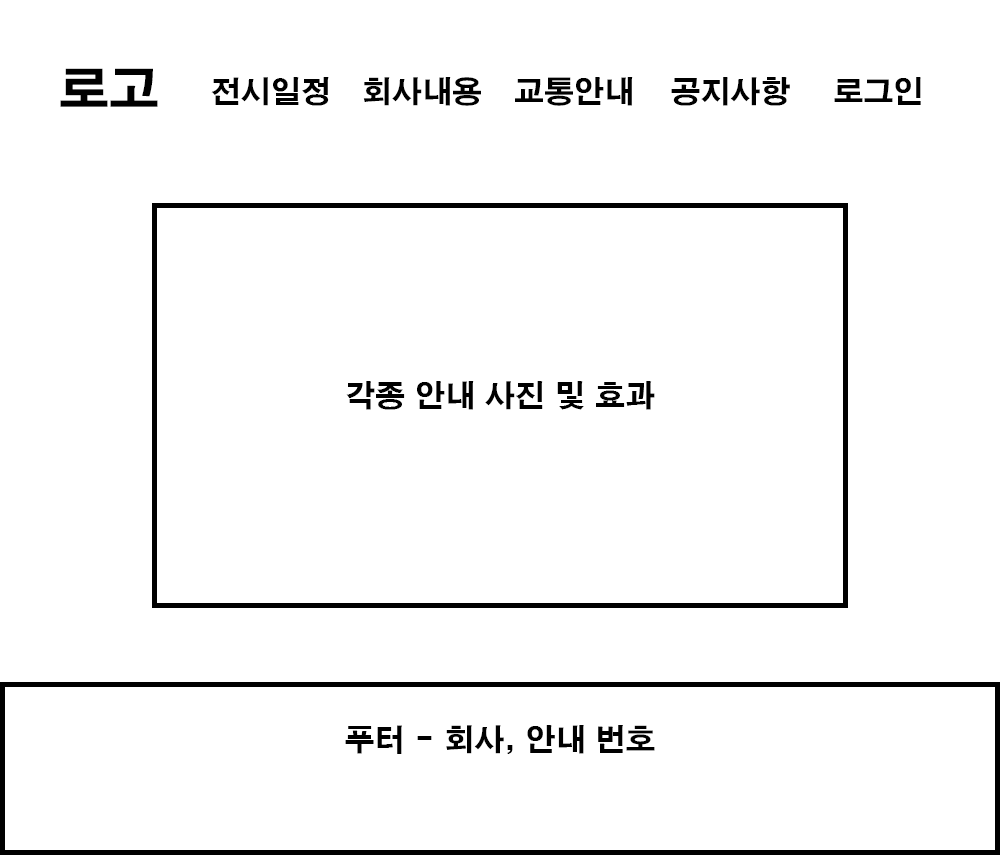 로고 전시일정 회사내용 교통안내 공지사항 로그인
각종 안내 사진 및 효과
푸터 - 회사, 안내 번호